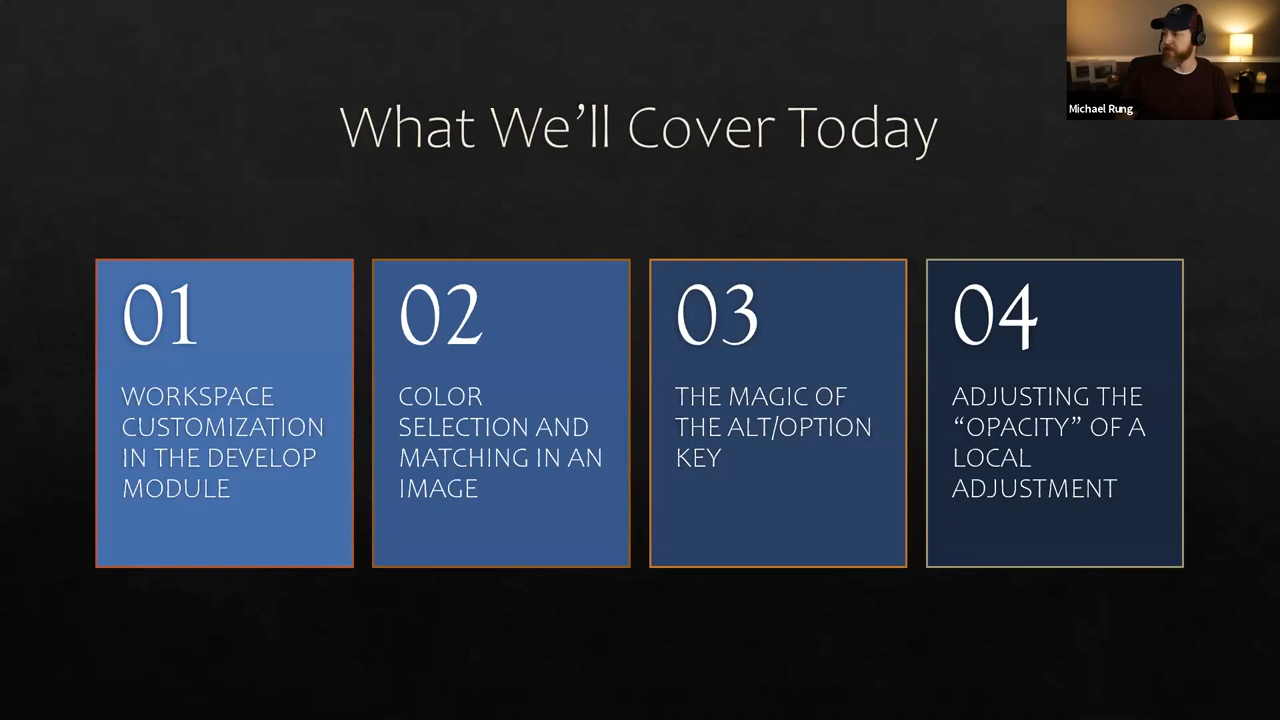 Michael Rung
What We’ll Cover Today
01
WORKSPACE
CUSTOMIZATION
IN THE DEVELOP
MODULE
02
COLOR
SELECTION AND
MATCHING IN AN
IMAGE
03
THE MAGIC OF
THE ALT/OPTION
KEY
04
ADJUSTING THE
“OPACITY” OF A
LOCAL
ADJUSTMENT